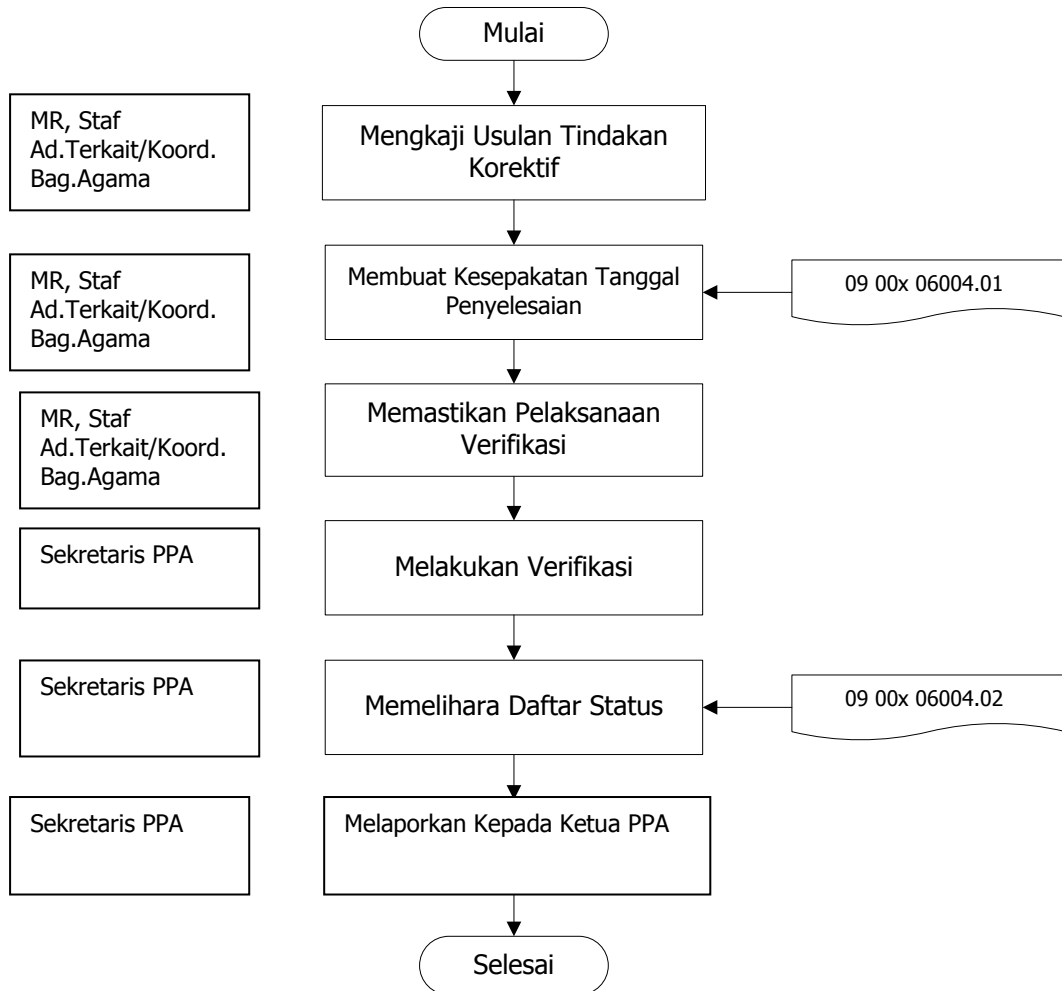 Mulai
MR, Staf
Ad.Terkait/Koord.
Bag.Agama
Mengkaji Usulan Tindakan
Korektif
MR, Staf
Ad.Terkait/Koord.
Bag.Agama
Membuat Kesepakatan Tanggal
Penyelesaian
09 00x 06004.01
MR, Staf
Ad.Terkait/Koord.
Bag.Agama
Memastikan Pelaksanaan
Verifikasi
Sekretaris PPA
Melakukan Verifikasi
Sekretaris PPA
Memelihara Daftar Status
09 00x 06004.02
Sekretaris PPA
Melaporkan Kepada Ketua PPA
Selesai